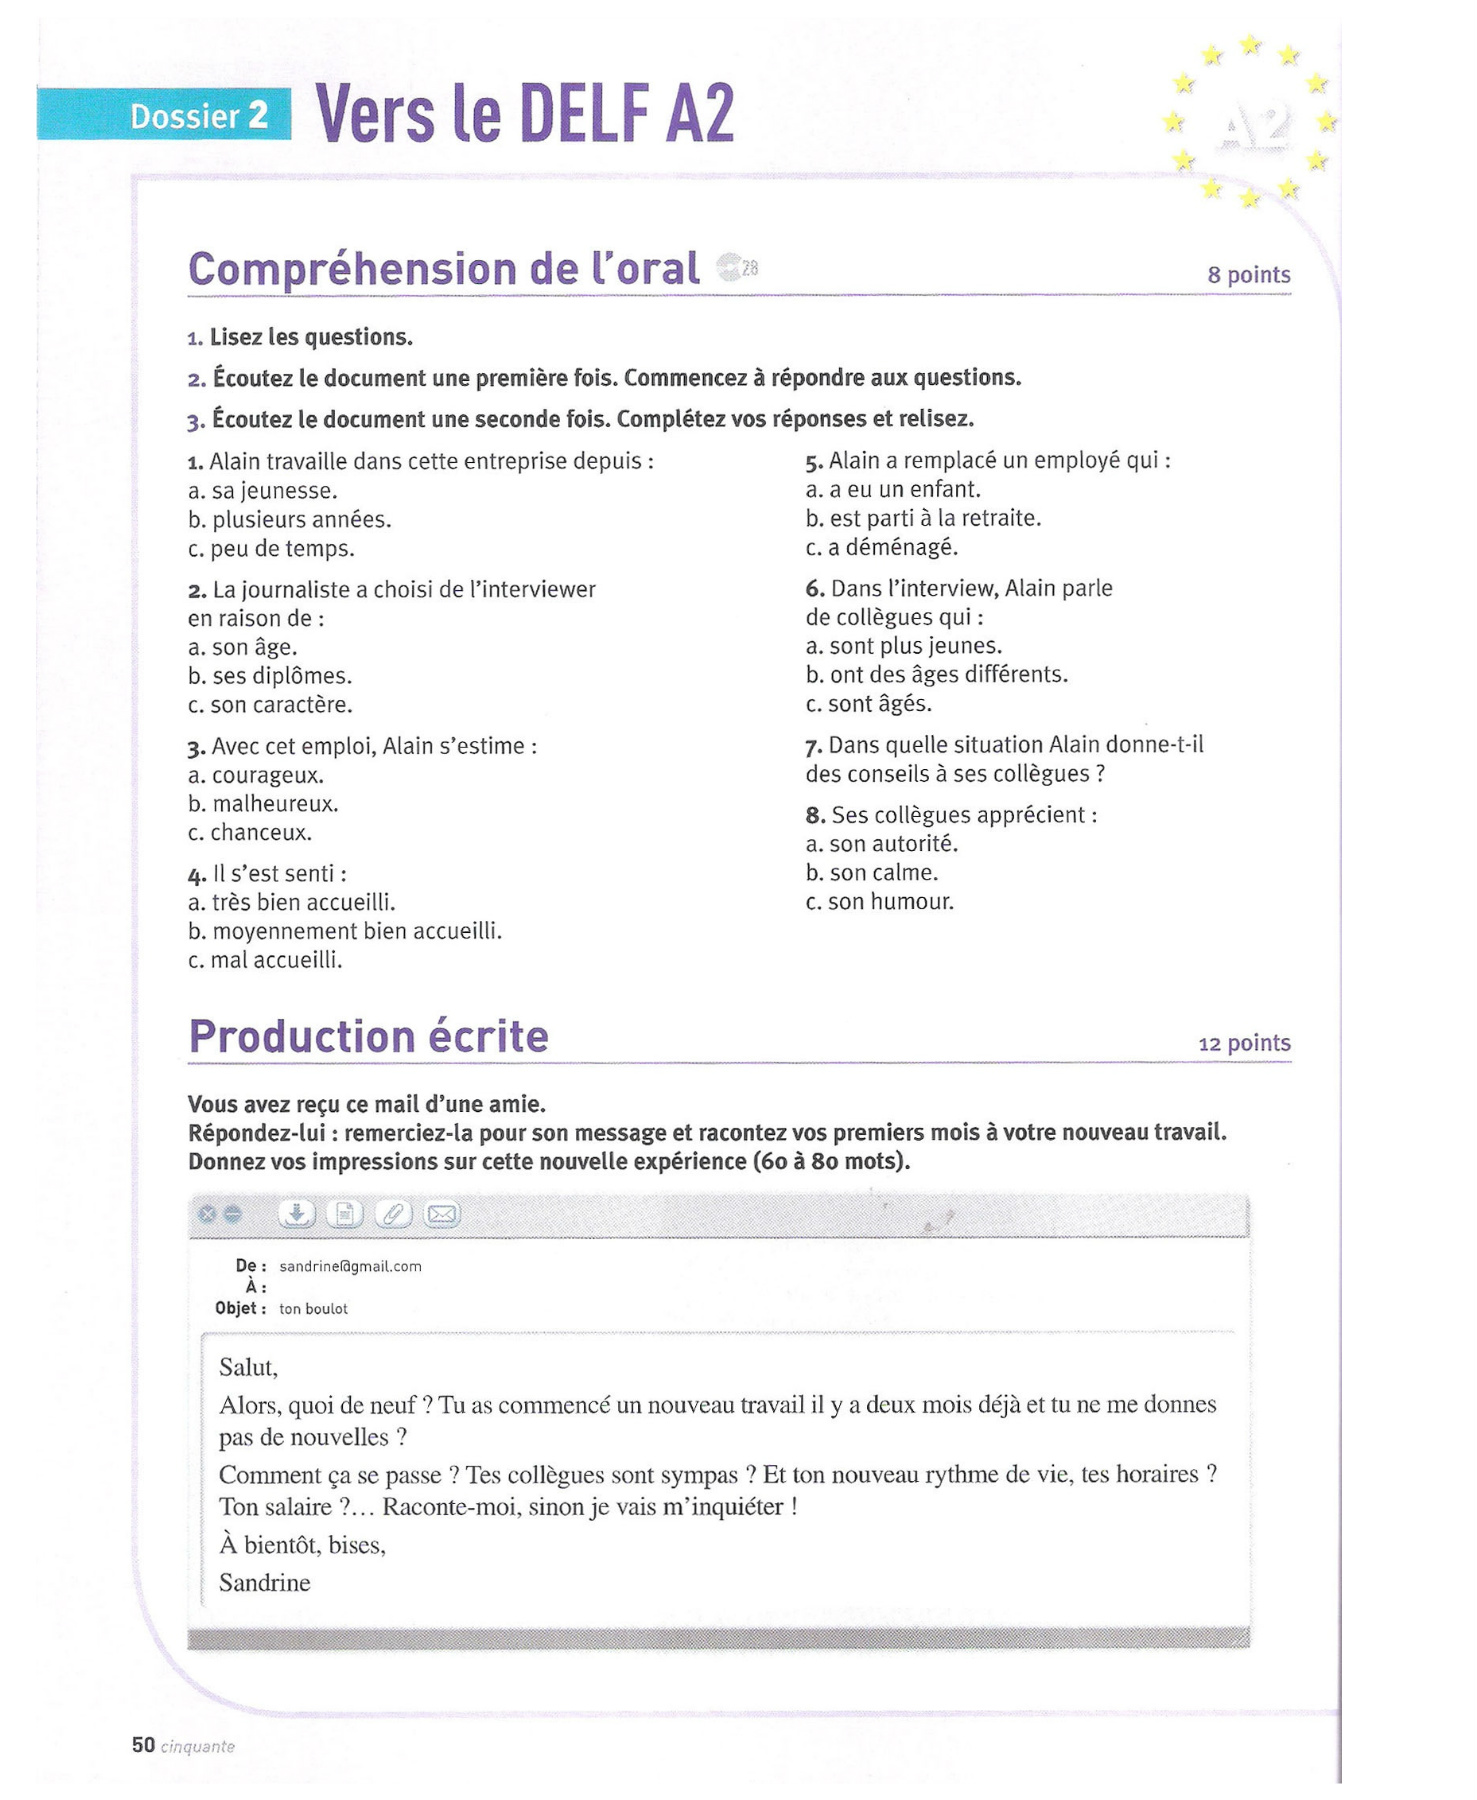 Dossier 2 Vers le DELF A2
A2
Compréhension de l'oral 28
8 points
1. Lisez les questions.
2. Écoutez le document une première fois. Commencez à répondre aux questions.
3. Écoutez le document une seconde fois. Complétez vos réponses et relisez.
1. Alain travaille dans cette entreprise depuis :
a. sa jeunesse.
b. plusieurs années.
c. peu de temps.
2. La journaliste a choisi de l'interviewer
en raison de :
a. son âge.
b. ses diplômes.
c. son caractère.
3. Avec cet emploi, Alain s'estime :
a. courageux.
b. malheureux.
c. chanceux.
4. Il s'est senti :
a. très bien accueilli.
b. moyennement bien accueilli.
c. mal accueilli.
5. Alain a remplacé un employé qui :
a. a eu un enfant.
b. est parti à la retraite.
c. a déménagé.
6. Dans l'interview, Alain parle
de collègues qui :
a. sont plus jeunes.
b. ont des âges différents.
c. sont âgés.
7. Dans quelle situation Alain donne-t-il
des conseils à ses collègues ?
8. Ses collègues apprécient :
a. son autorité.
b. son calme.
c. son humour.
Production écrite
12 points
Vous avez reçu ce mail d'une amie.
Répondez-lui : remerciez-la pour son message et racontez vos premiers mois à votre nouveau travail.
Donnez vos impressions sur cette nouvelle expérience (60 à 80 mots).
De : sandrine@gmail.com
À :
Objet : ton boulot
Salut,
Alors, quoi de neuf ? Tu as commencé un nouveau travail il y a deux mois déjà et tu ne me donnes
pas de nouvelles ?
Comment ça se passe ? Tes collègues sont sympas ? Et ton nouveau rythme de vie, tes horaires ?
Ton salaire ?… Raconte-moi, sinon je vais m'inquiéter !
À bientôt, bises,
Sandrine
50 cinquante